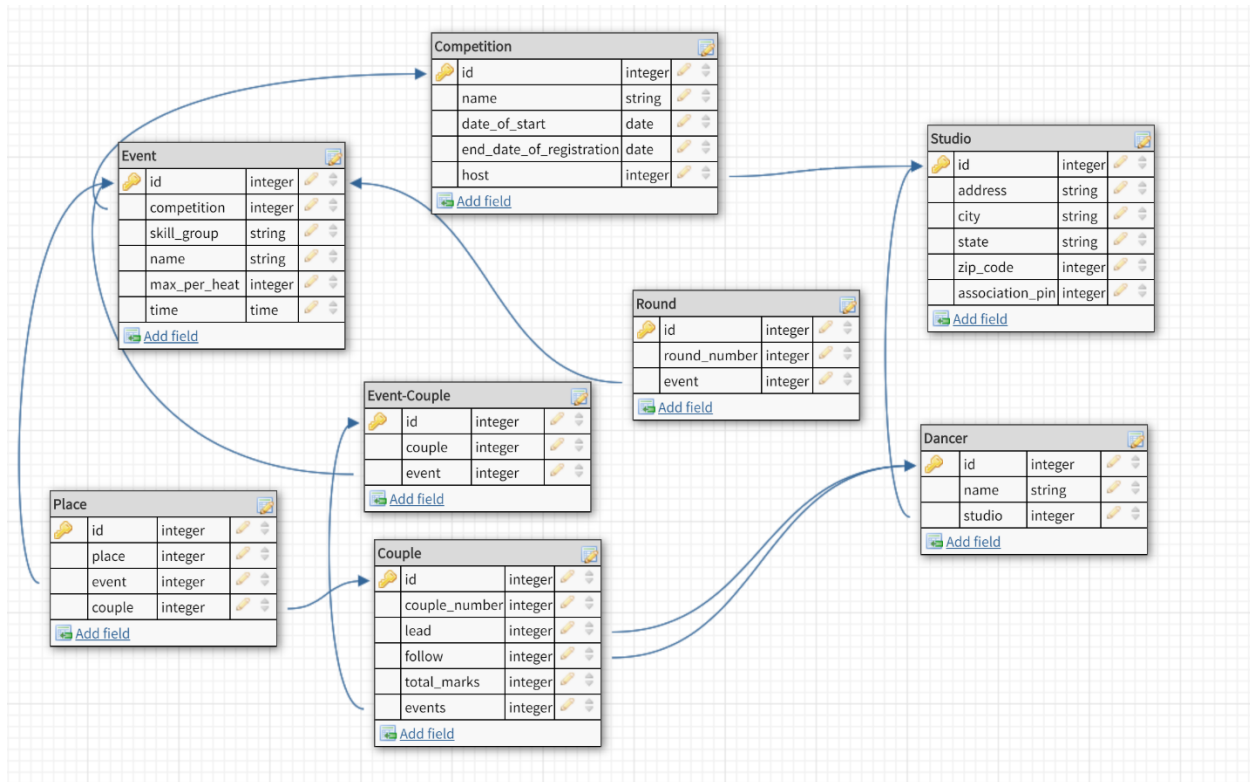 Competition
id integer
name string
date_of_start date
end_date_of_registration date
host integer
Add field
Event
id integer
competition integer
skill_group string
name string
max_per_heat integer
time time
Add field
Studio
id integer
address string
city string
state string
zip_code integer
association_pin integer
Add field
Round
id integer
round_number integer
event integer
Add field
Event-Couple
id integer
couple integer
event integer
Add field
Dancer
id integer
name string
studio integer
Add field
Place
id integer
place integer
event integer
couple integer
Add field
Couple
id integer
couple_number integer
lead integer
follow integer
total_marks integer
events integer
Add field